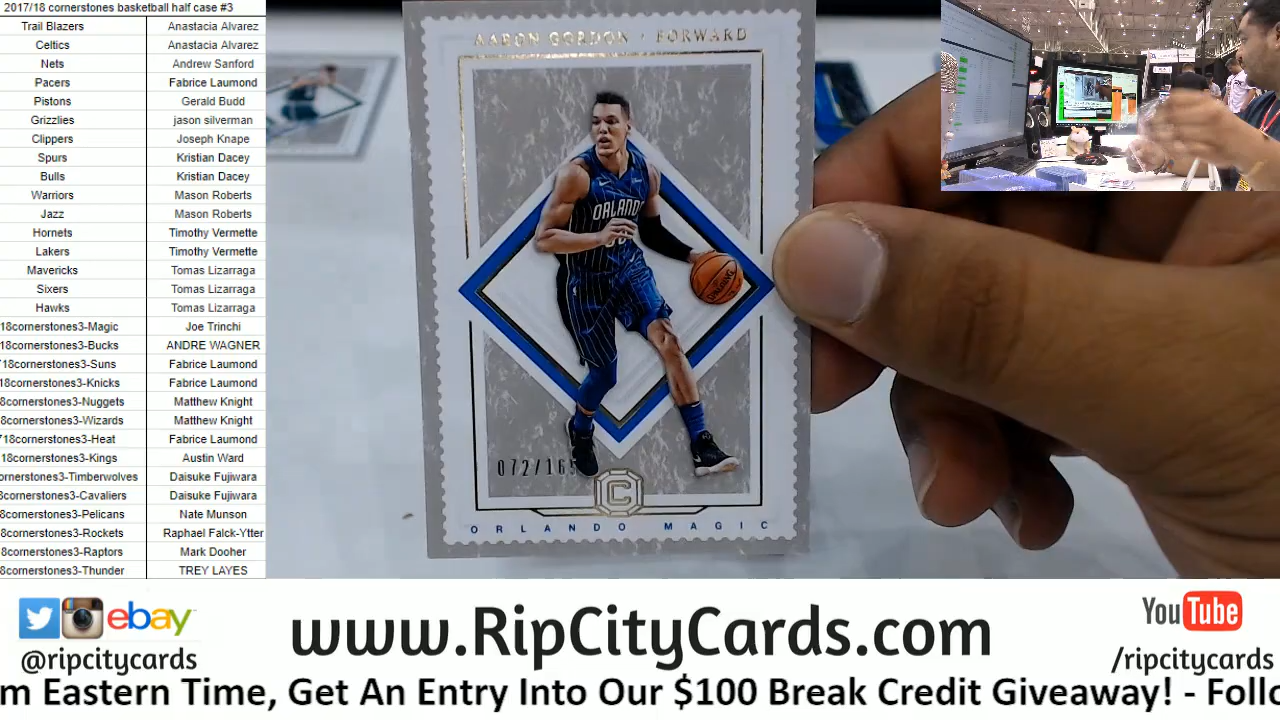 2017/18 cornerstones basketball half case #3
Trail Blazers Anastacia Alvarez
Celtics Anastacia Alvarez
Nets Andrew Sanford
Pacers Fabrice Laumond
Pistons Gerald Budd
Grizzlies jason silverman
Clippers Joseph Knape
Spurs Kristian Dacey
Bulls Kristian Dacey
Warriors Mason Roberts
Jazz Mason Roberts
Hornets Timothy Vermette
Lakers Timothy Vermette
Mavericks Tomas Lizarraga
Sixers Tomas Lizarraga
Hawks Tomas Lizarraga
18cornerstones3-Magic Joe Trinchi
18cornerstones3-Bucks ANDRE WAGNER
18cornerstones3-Suns Fabrice Laumond
18cornerstones3-Knicks Fabrice Laumond
8cornerstones3-Nuggets Matthew Knight
8cornerstones3-Wizards Matthew Knight
18cornerstones3-Heat Fabrice Laumond
18cornerstones3-Kings Austin Ward
ornerstones3-Timberwolves Daisuke Fujiwara
cornerstones3-Cavaliers Daisuke Fujiwara
8cornerstones3-Pelicans Nate Munson
8cornerstones3-Rockets Raphael Falck-Ytter
8cornerstones3-Raptors Mark Dooher
8cornerstones3-Thunder TREY LAYES
AARON GORDON · FORWARD
ORLANDO
SPALDING
072/165
C
ORLANDO MAGIC
ebay
@ripcitycards
www.RipCityCards.com
YouTube
/ripcitycards
m Eastern Time, Get An Entry Into Our $100 Break Credit Giveaway! - Follo